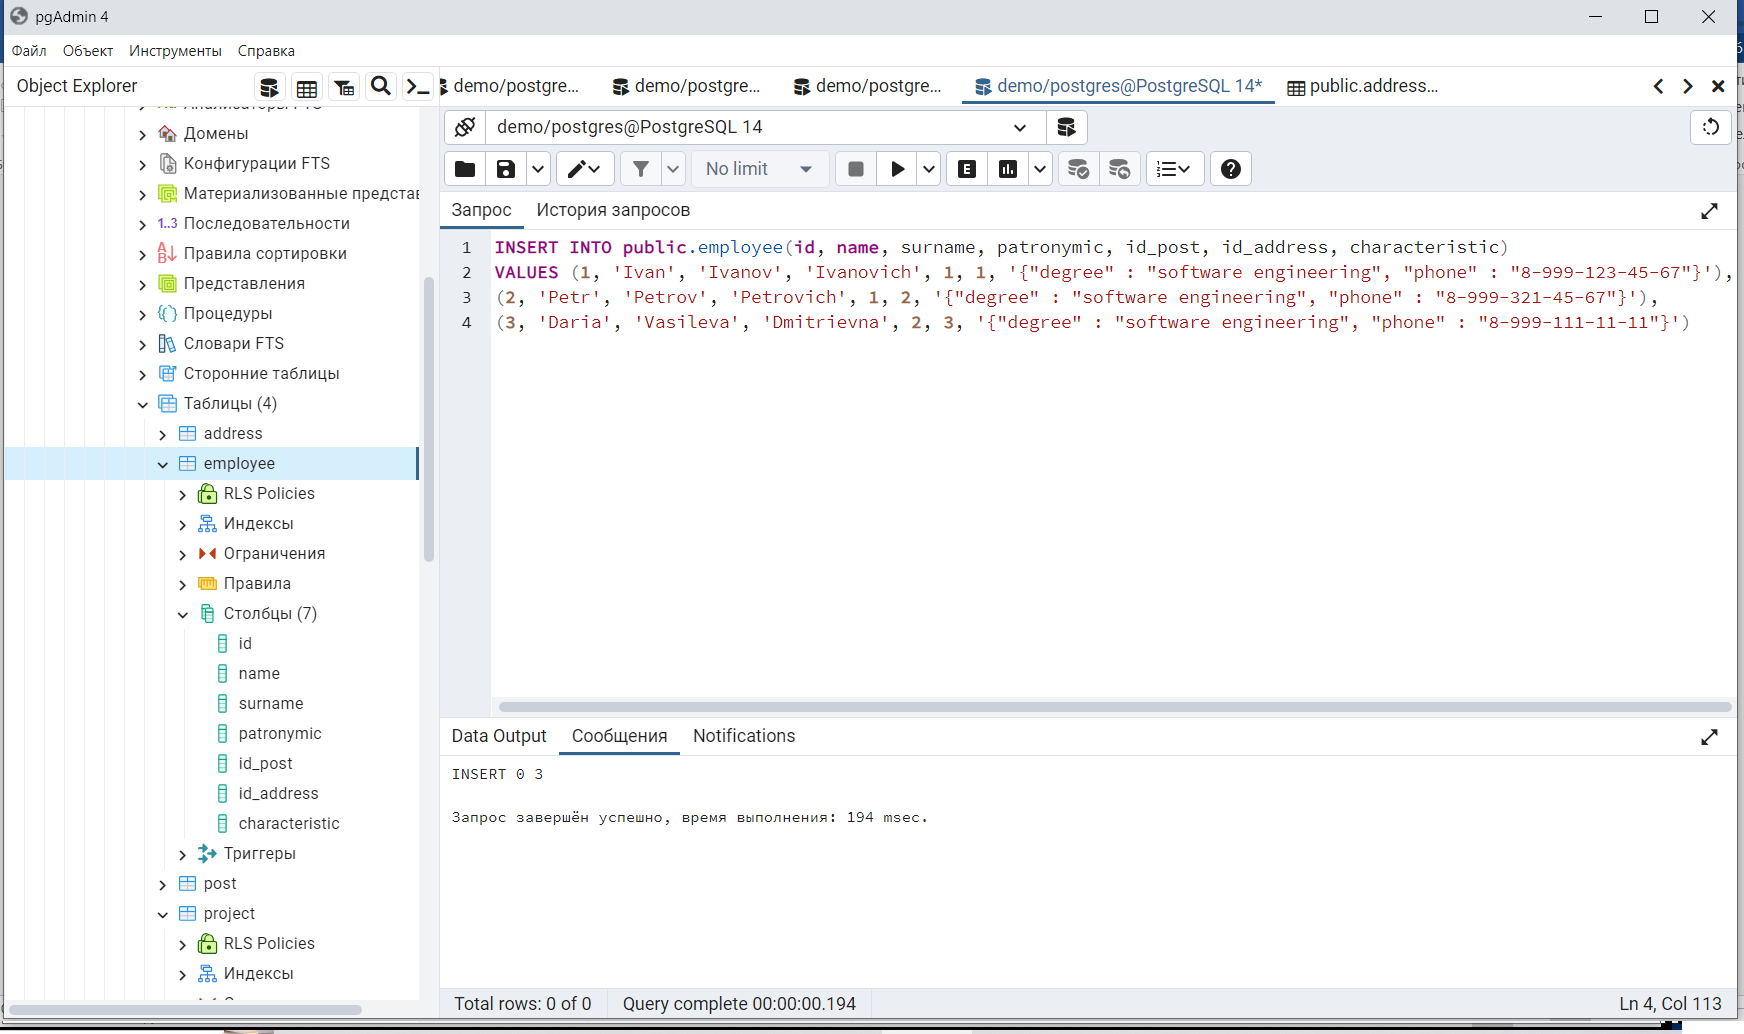 pgAdmin 4
Файл Объект Инструменты Справка
Object Explorer
demo/postgre... demo/postgre... demo/postgre... demo/postgres@PostgreSQL 14* public.address...
demo/postgres@PostgreSQL 14
No limit
E
Запрос История запросов
Домены
Конфигурации FTS
Материализованные предста
1..3 Последовательности
Правила сортировки
Представления
Процедуры
Словари FTS
Сторонние таблицы
Таблицы (4)
address
employee
RLS Policies
Индексы
Ограничения
Правила
Столбцы (7)
id
name
surname
patronymic
id_post
id_address
characteristic
Триггеры
post
project
RLS Policies
Индексы
1 INSERT INTO public.employee(id, name, surname, patronymic, id_post, id_address, characteristic)
2 VALUES (1, 'Ivan', 'Ivanov', 'Ivanovich', 1, 1, '{"degree" : "software engineering", "phone" : "8-999-123-45-67"}'),
3 (2, 'Petr', 'Petrov', 'Petrovich', 1, 2, '{"degree" : "software engineering", "phone" : "8-999-321-45-67"}'),
4 (3, 'Daria', 'Vasileva', 'Dmitrievna', 2, 3, '{"degree" : "software engineering", "phone" : "8-999-111-11-11"}')
Data Output Сообщения Notifications
INSERT 0 3
Запрос завершён успешно, время выполнения: 194 msec.
Total rows: 0 of 0 Query complete 00:00:00.194 Ln 4, Col 113